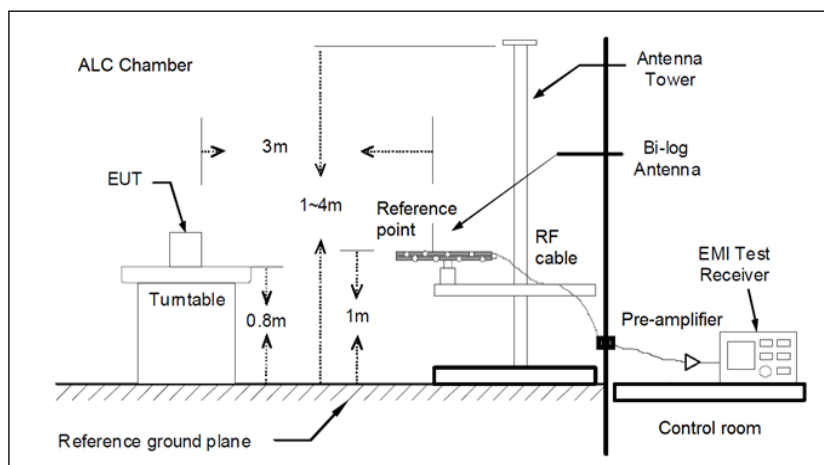 ALC Chamber
Antenna
Tower
3m
Bi-log
Antenna
EUT
1~4m
Reference
point
RF
cable
EMI Test
Receiver
Turntable
0.8m
1m
Pre-amplifier
Reference ground plane
Control room